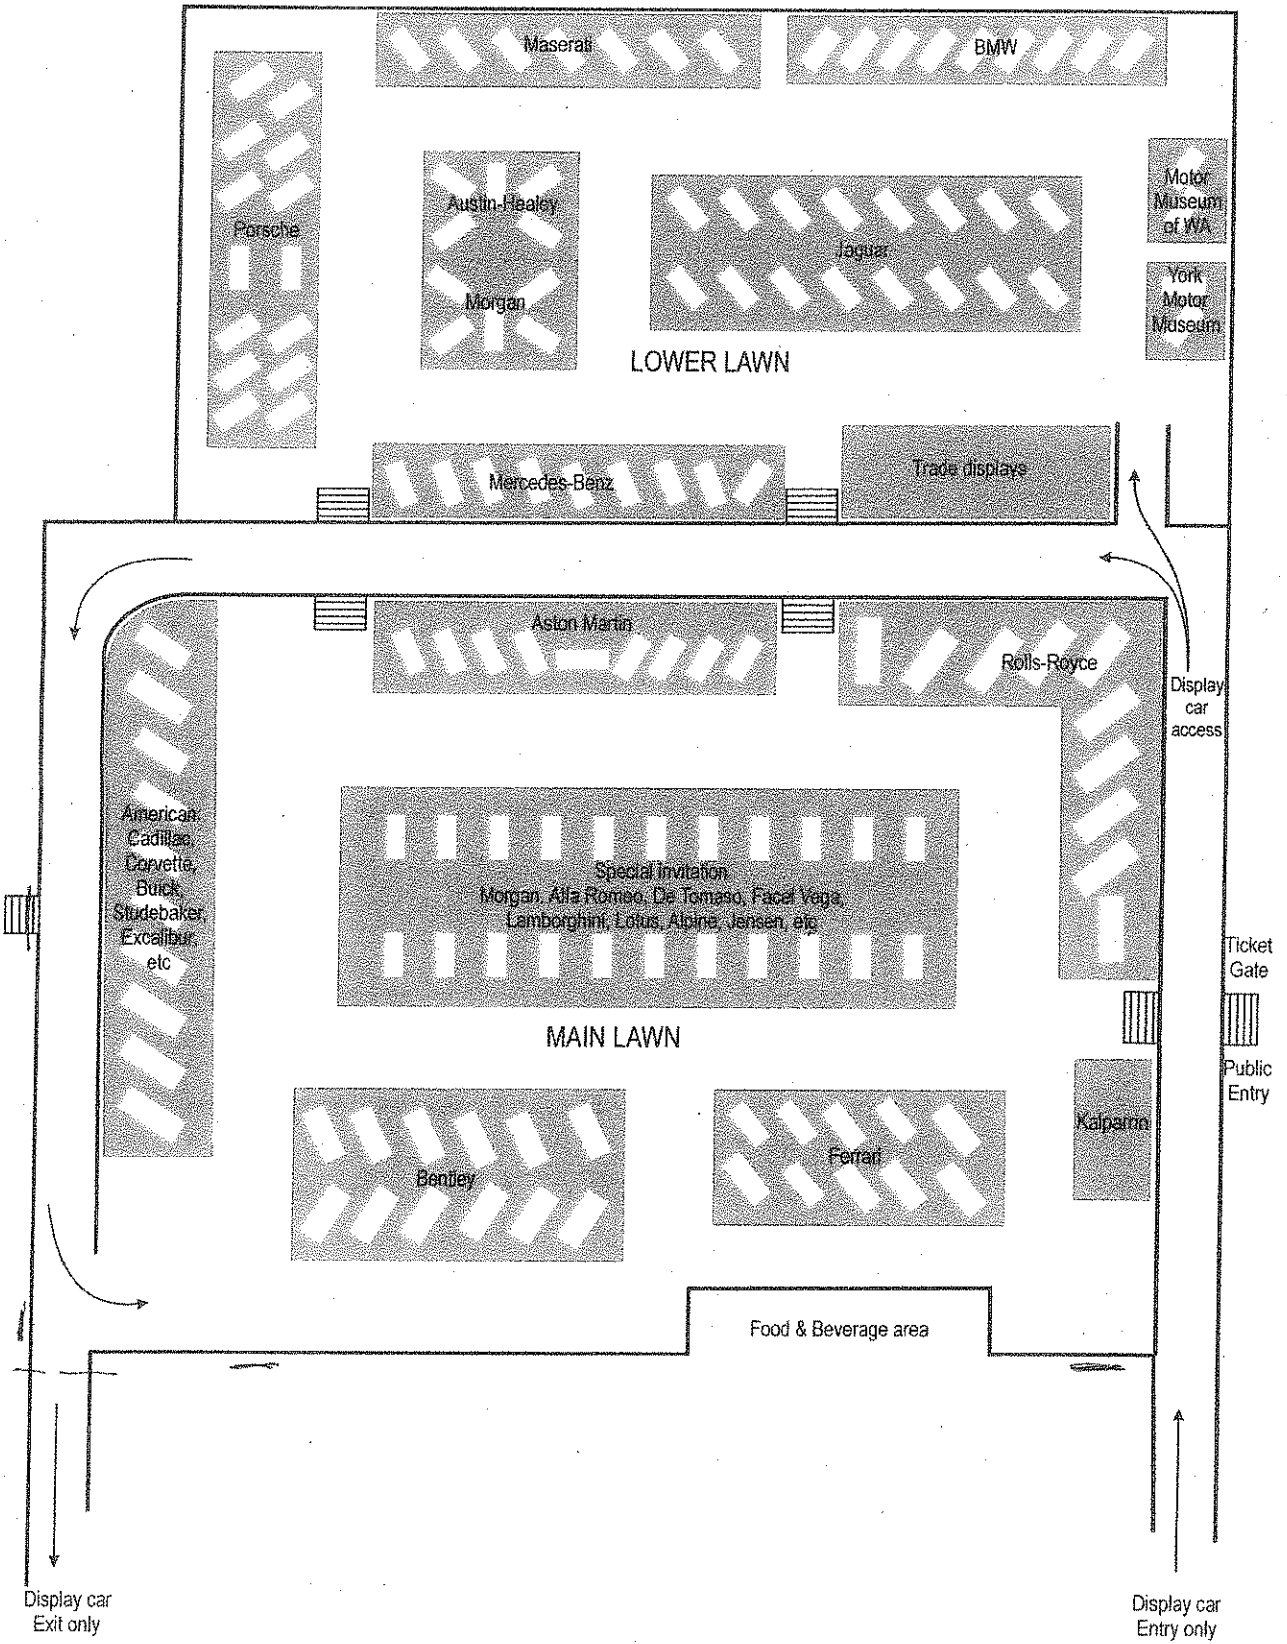 Maserati
BMW
Motor
Museum
of WA
Austin-Healey
Porsche
Jaguar
York
Motor
Museum
Morgan
LOWER LAWN
Trade displays
Mercedes-Benz
Aston Martin
Rolls-Royce
Display
car
access
American,
Cadillac,
Corvette,
Buick,
Studebaker,
Excalibur,
etc
Special invitation
Morgan, Alfa Romeo, De Tomaso, Facel Vega,
Lamborghini, Lotus, Alpine, Jensen, etc
Ticket
Gate
MAIN LAWN
Public
Entry
Kalparrin
Ferrari
Bentley
Food & Beverage area
Display car
Exit only
Display car
Entry only